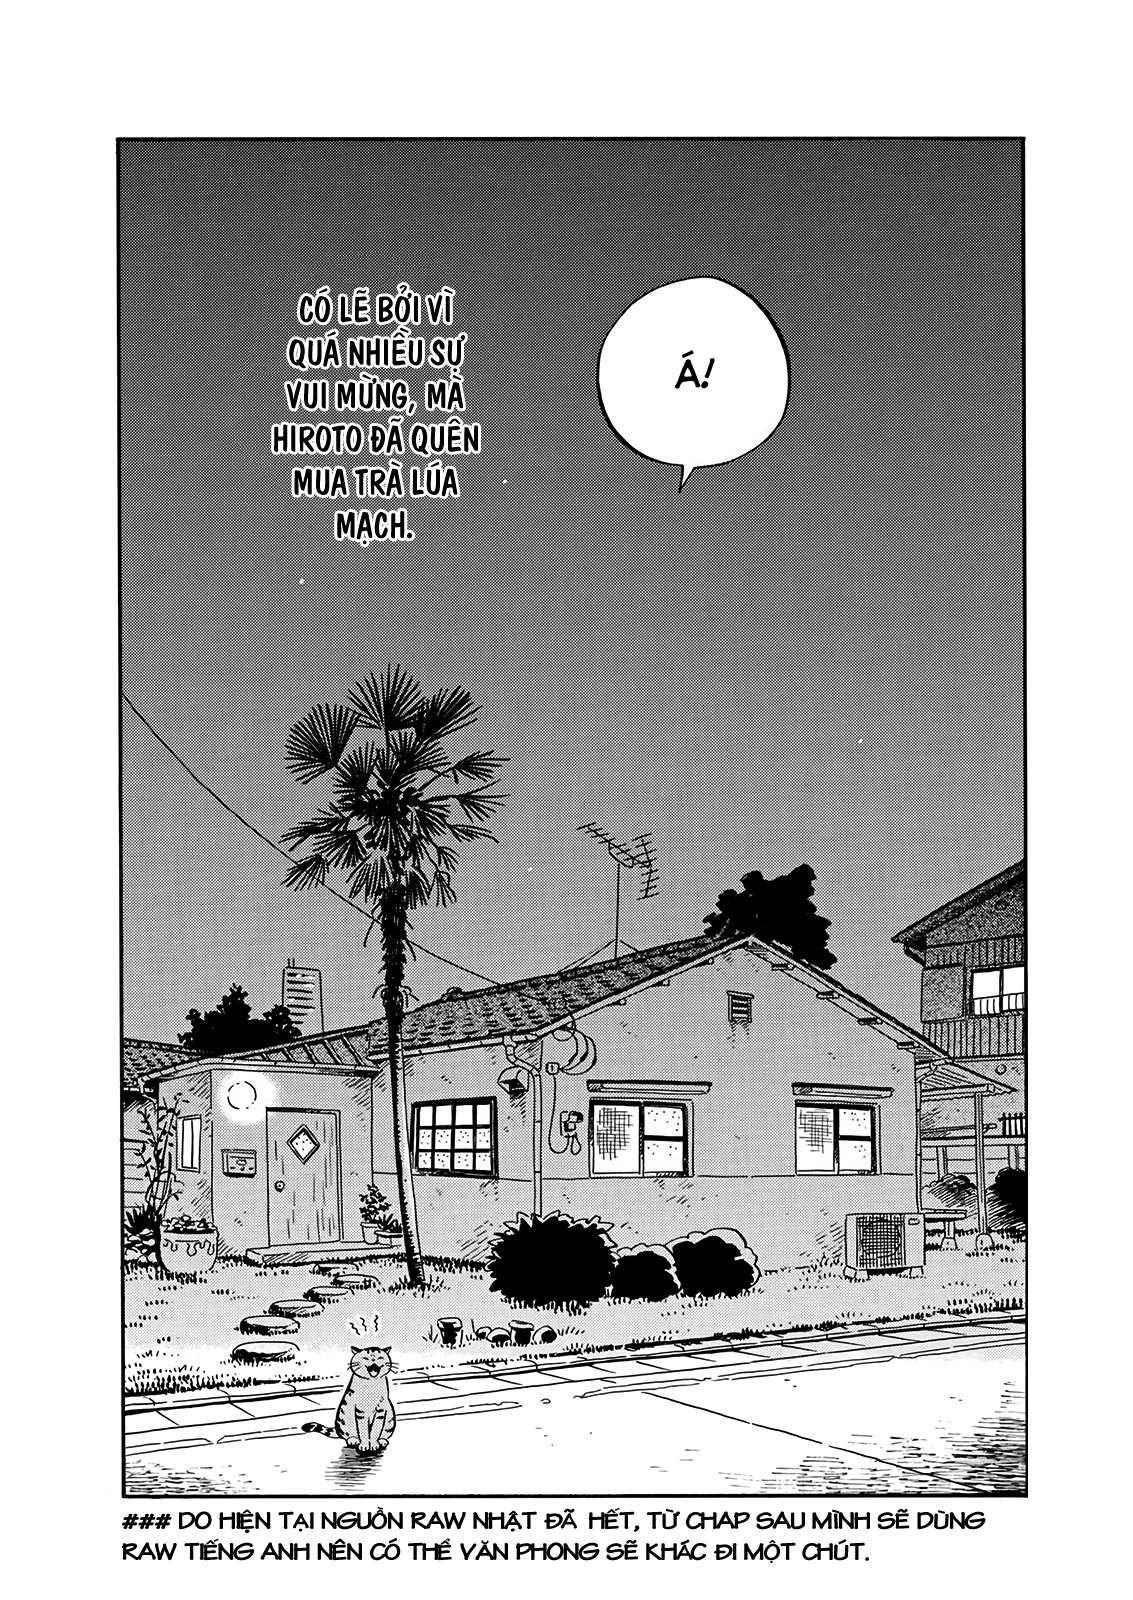 Á!
CÓ LẼ BỞI VÌ
QUÁ NHIỀU SỰ
VUI MỪNG, MÀ
HIROTO ĐÃ QUÊN
MUA TRÀ LÚA
MẠCH.
### DO HIỆN TẠI NGUỒN RAW NHẬT ĐÃ HẾT, TỪ CHAP SAU MÌNH SẼ DÙNG
RAW TIẾNG ANH NÊN CÓ THỂ VĂN PHONG SẼ KHÁC ĐI MỘT CHÚT.